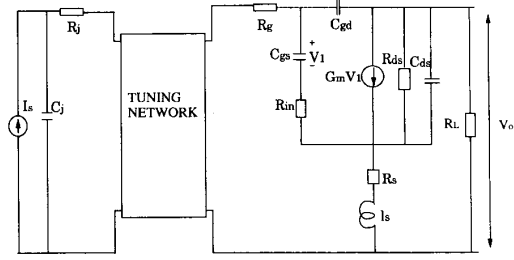 Rj
Rg
Cgd
Cgs
+
V1
-
Rds
Cds
GmV1
Is
Cj
TUNING
NETWORK
Rin
RL
Vo
Rs
ls